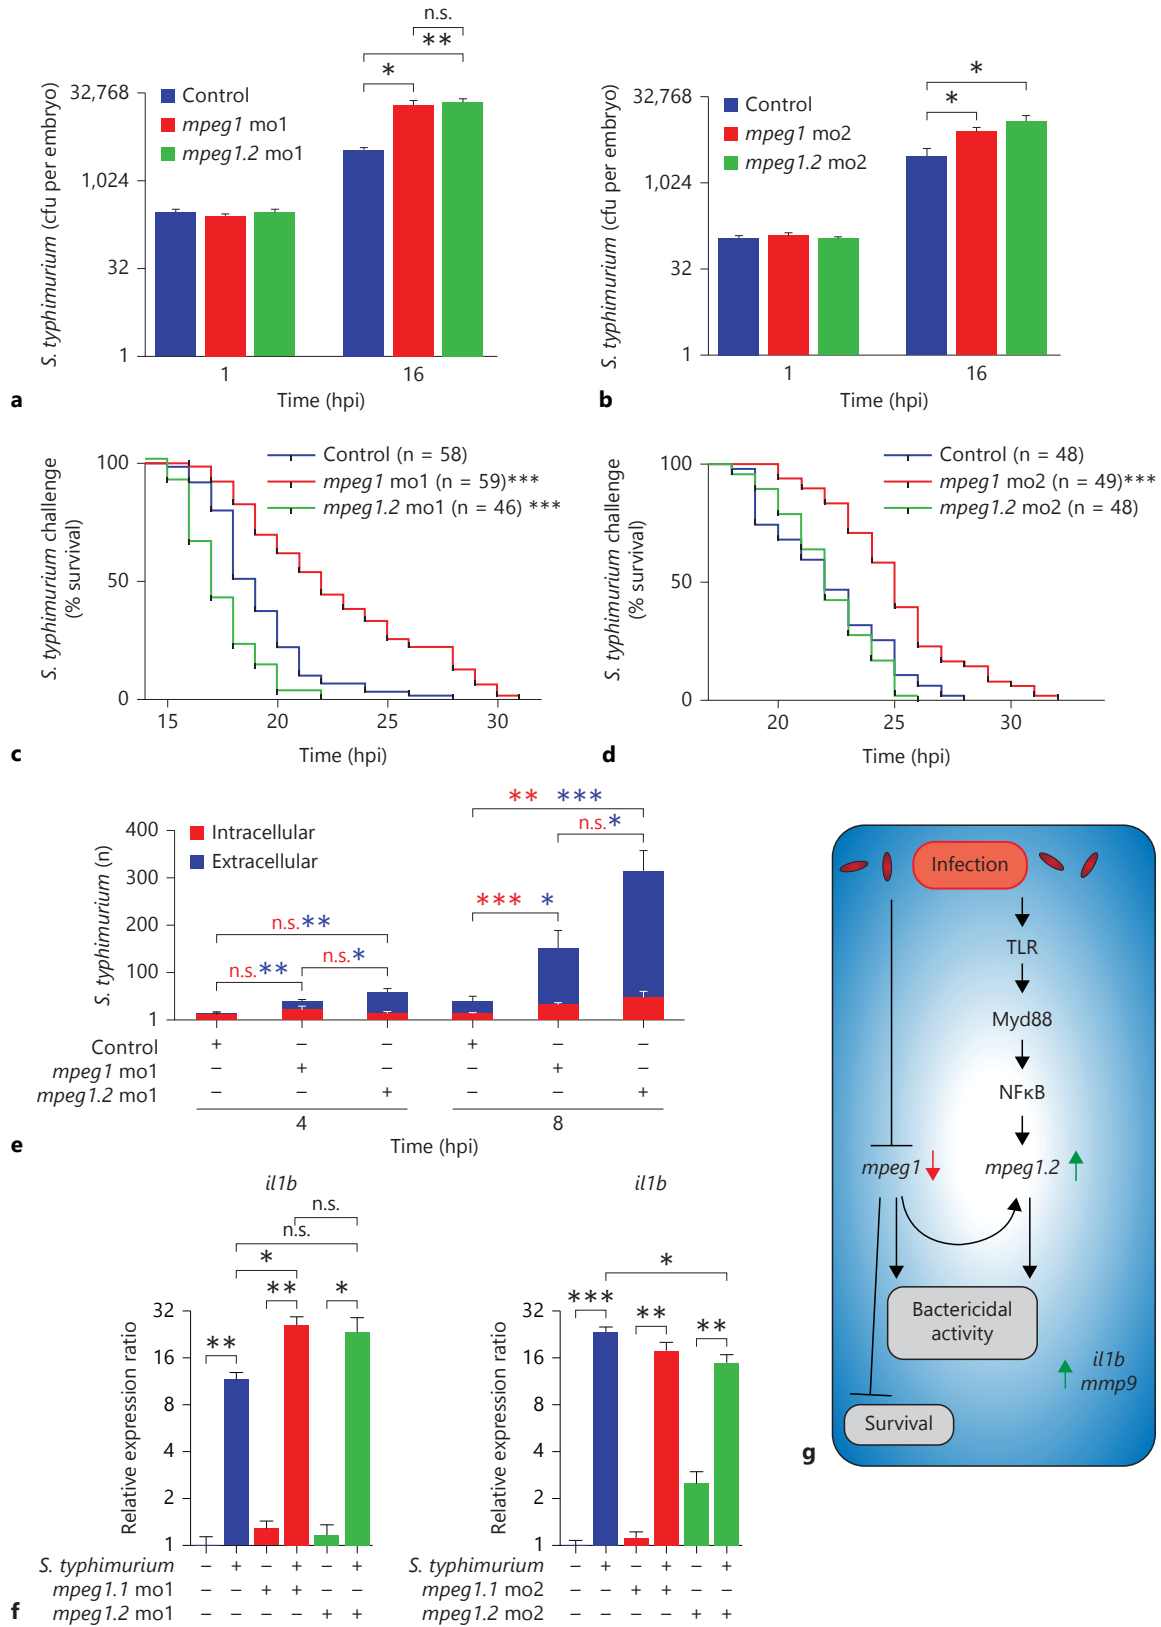 n.s.
**
*
32,768
1,024
32
1
S. typhimurium (cfu per embryo)
Control
mpeg1 mo1
mpeg1.2 mo1
1
16
Time (hpi)
a
*
*
32,768
1,024
32
1
S. typhimurium (cfu per embryo)
Control
mpeg1 mo2
mpeg1.2 mo2
1
16
Time (hpi)
b
100
50
0
S. typhimurium challenge
(% survival)
Control (n = 58)
mpeg1 mo1 (n = 59)***
mpeg1.2 mo1 (n = 46) ***
15
20
25
30
Time (hpi)
c
100
50
0
S. typhimurium challenge
(% survival)
Control (n = 48)
mpeg1 mo2 (n = 49)***
mpeg1.2 mo2 (n = 48)
20
25
30
Time (hpi)
d
400
300
200
100
1
S. typhimurium (n)
Intracellular
Extracellular
** ***
n.s.*
*** *
n.s.**
n.s.** n.s.*
Control + – – + – –
mpeg1 mo1 – + – – + –
mpeg1.2 mo1 – – + – – +
4
8
Time (hpi)
e
il1b
n.s.
n.s.
*
** *
**
32
16
8
4
2
1
Relative expression ratio
S. typhimurium – + – + – +
mpeg1.1 mo1 – – + + – –
mpeg1.2 mo1 – – – – + +
f
il1b
*
*** ** **
32
16
8
4
2
1
Relative expression ratio
S. typhimurium – + – + – +
mpeg1.1 mo2 – – + + – –
mpeg1.2 mo2 – – – – + +
Infection
TLR
Myd88
NFκB
mpeg1
mpeg1.2
Bactericidal
activity
il1b
mmp9
Survival
g